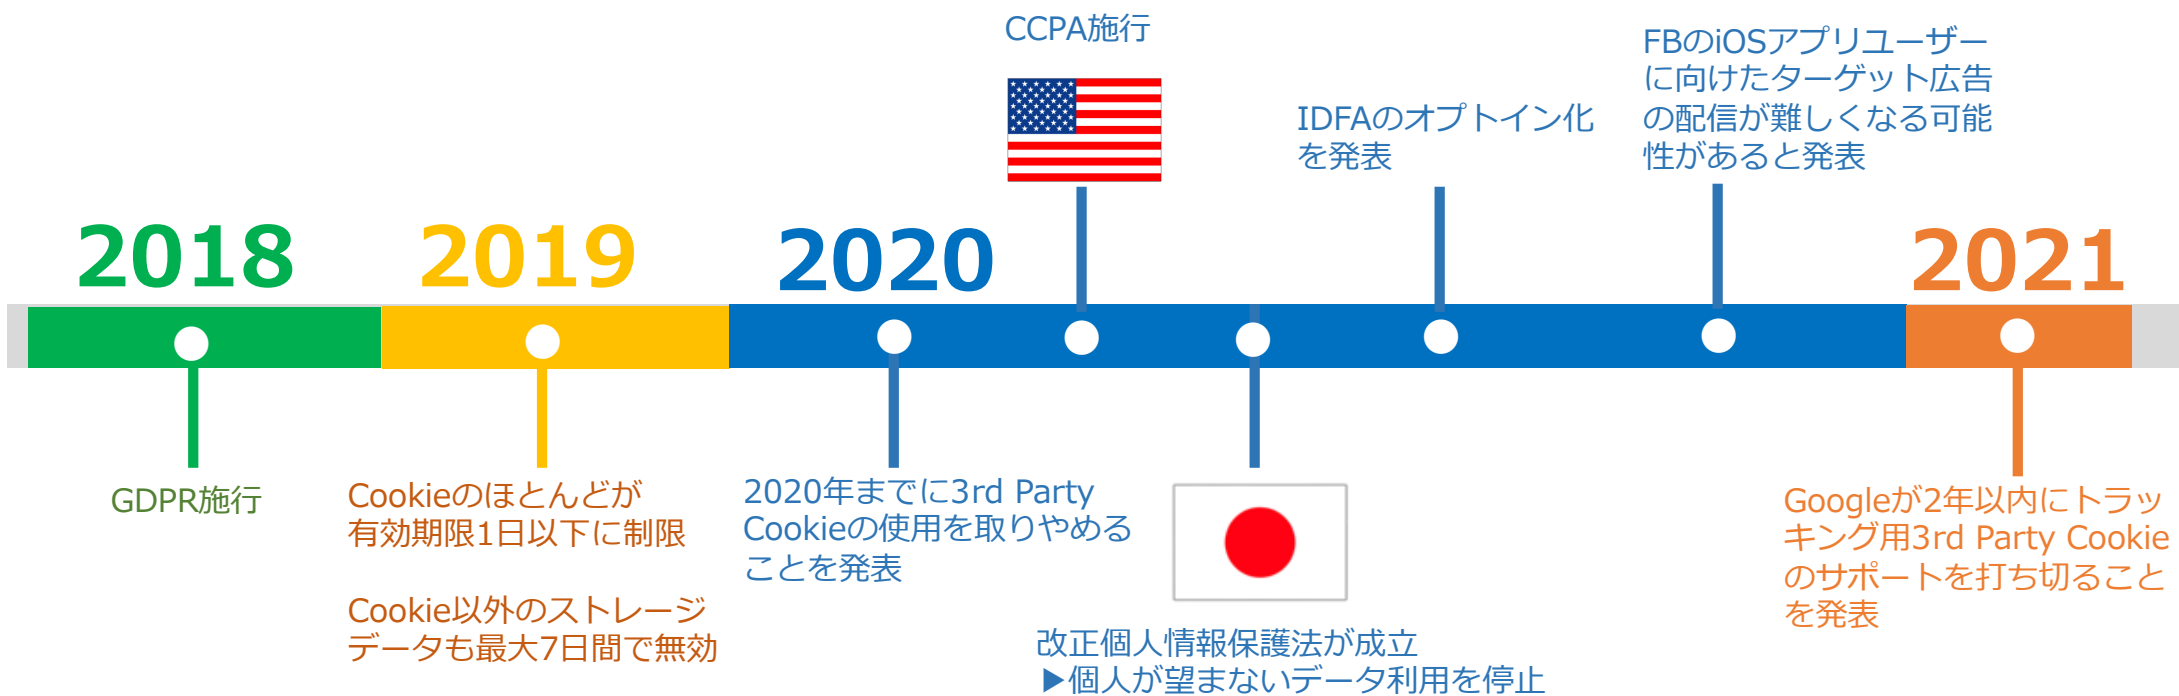 CCPA施行
FBのiOSアプリユーザー
に向けたターゲット広告
の配信が難しくなる可能
性があると発表
IDFAのオプトイン化
を発表
2018
2019
2020
2021
GDPR施行
Cookieのほとんどが
有効期限1日以下に制限
Cookie以外のストレージ
データも最大7日間で無効
2020年までに3rd Party
Cookieの使用を取りやめる
ことを発表
改正個人情報保護法が成立
▶個人が望まないデータ利用を停止
Googleが2年以内にトラッ
キング用3rd Party Cookie
のサポートを打ち切ること
を発表